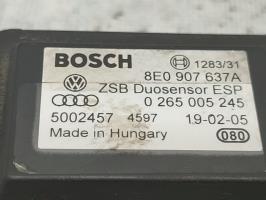 BOSCH 1283/31
8E0 907 637A
ZSB Duosensor ESP
0 265 005 245
5002457 4597 19-02-05
Made in Hungary 080